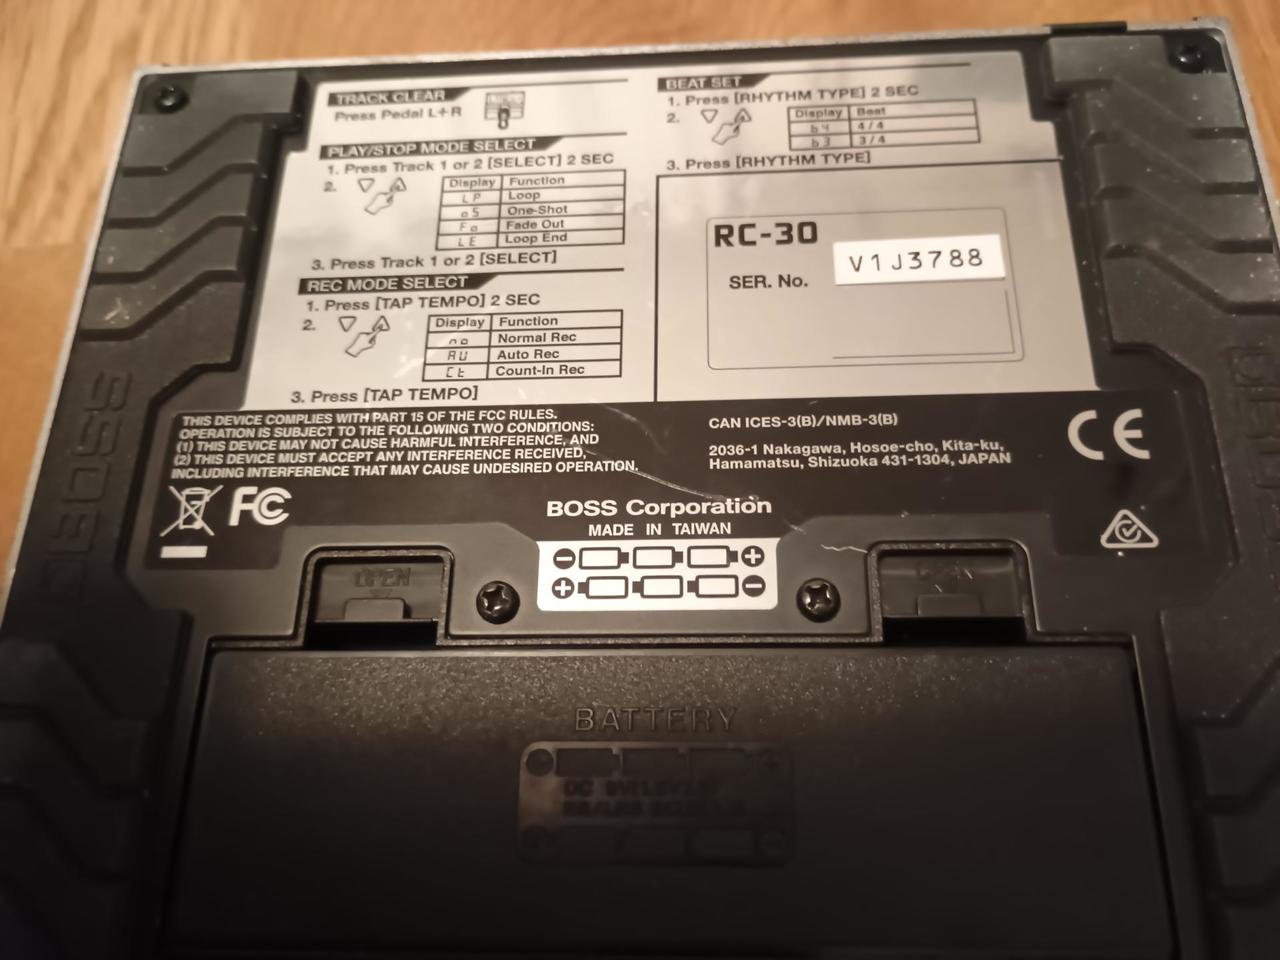 TRACK CLEAR
Press Pedal L+R
PLAY/STOP MODE SELECT
1. Press Track 1 or 2 [SELECT] 2 SEC
2.
Display Function
LP Loop
oS One-Shot
Fo Fade Out
LE Loop End
3. Press Track 1 or 2 [SELECT]
REC MODE SELECT
1. Press [TAP TEMPO] 2 SEC
2.
Display Function
no Normal Rec
AU Auto Rec
Ct Count-In Rec
3. Press [TAP TEMPO]
BEAT SET
1. Press [RHYTHM TYPE] 2 SEC
2.
Display Beat
b4 4/4
b3 3/4
3. Press [RHYTHM TYPE]
RC-30
SER. No.
V1J3788
THIS DEVICE COMPLIES WITH PART 15 OF THE FCC RULES.
OPERATION IS SUBJECT TO THE FOLLOWING TWO CONDITIONS:
(1) THIS DEVICE MAY NOT CAUSE HARMFUL INTERFERENCE, AND
(2) THIS DEVICE MUST ACCEPT ANY INTERFERENCE RECEIVED,
INCLUDING INTERFERENCE THAT MAY CAUSE UNDESIRED OPERATION.
CAN ICES-3(B)/NMB-3(B)
2036-1 Nakagawa, Hosoe-cho, Kita-ku,
Hamamatsu, Shizuoka 431-1304, JAPAN
CE
FC
BOSS Corporation
MADE IN TAIWAN
OPEN
OPEN
BOSS
BATTERY